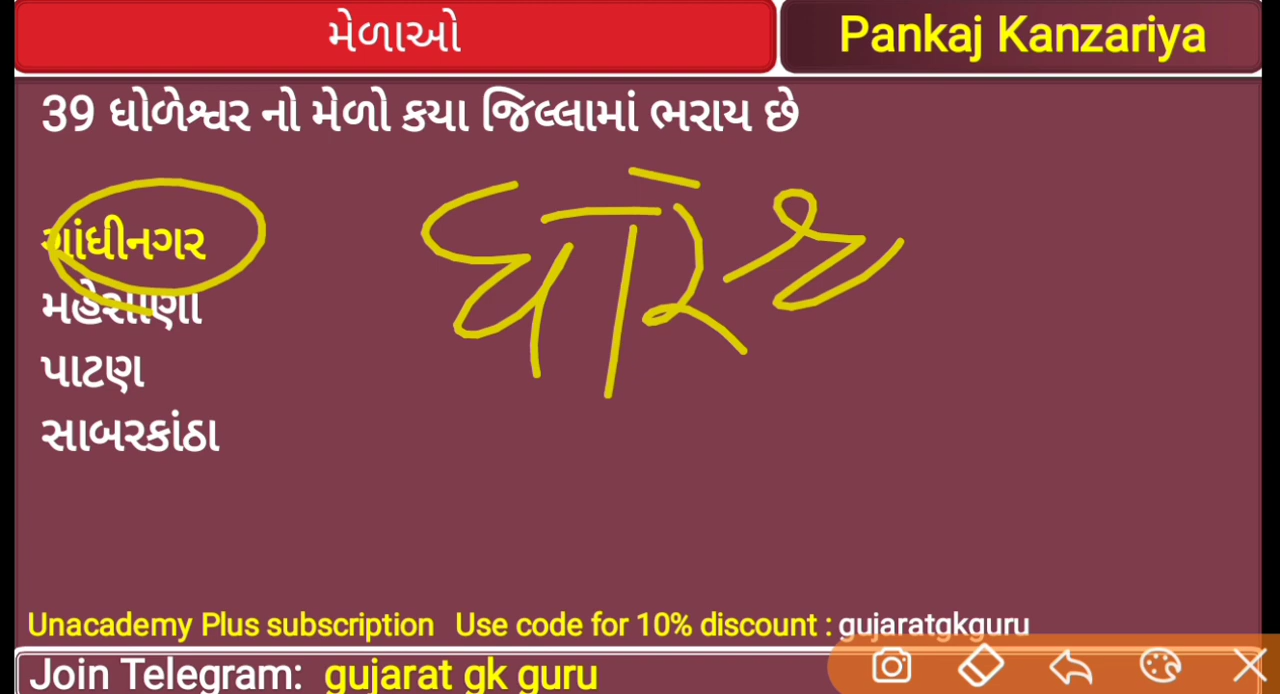 મેળાઓ
Pankaj Kanzariya
39 ધોળેશ્વર નો મેળો કયા જિલ્લામાં ભરાય છે
ગાંધીનગર
મહેસાણા
પાટણ
સાબરકાંઠા
Unacademy Plus subscription Use code for 10% discount : gujaratgkguru
Join Telegram: gujarat gk guru